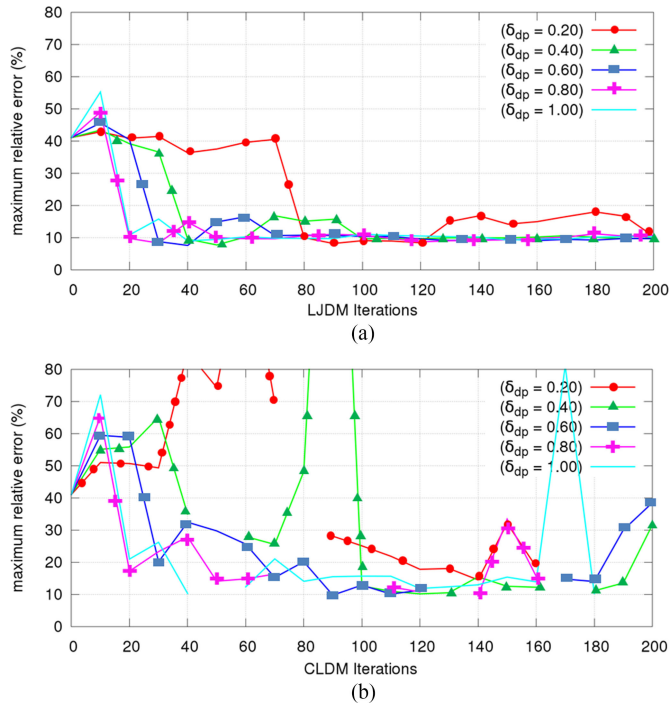 (a)
80
70
60
50
40
30
20
10
0
maximum relative error (%)
(δdp = 0.20)
(δdp = 0.40)
(δdp = 0.60)
(δdp = 0.80)
(δdp = 1.00)
0 20 40 60 80 100 120 140 160 180 200
LJDM Iterations
(a)
80
70
60
50
40
30
20
10
0
maximum relative error (%)
(δdp = 0.20)
(δdp = 0.40)
(δdp = 0.60)
(δdp = 0.80)
(δdp = 1.00)
0 20 40 60 80 100 120 140 160 180 200
CLDM Iterations
(b)